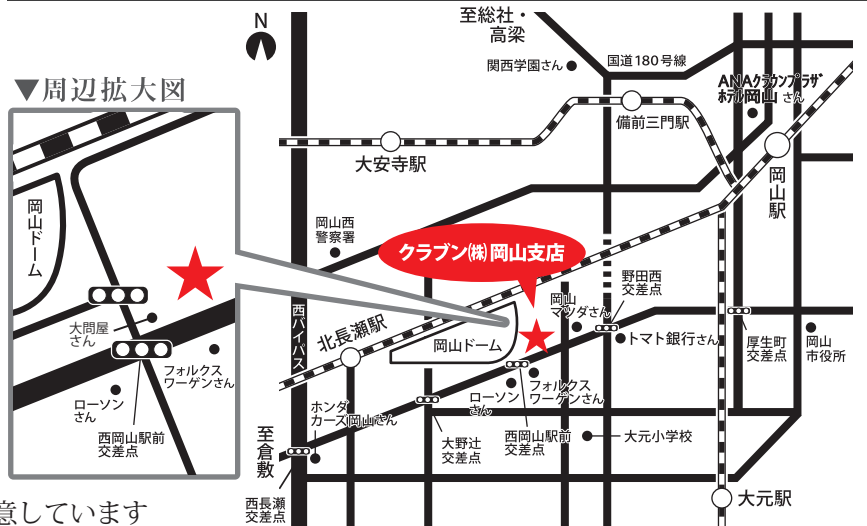 N
至総社・
高梁
国道180号線
関西学園さん
ANAクラウンプラザ
ホテル岡山さん
備前三門駅
大安寺駅
岡山駅
▼周辺拡大図
岡山ドーム
大問屋
さん
フォルクス
ワーゲンさん
ローソン
さん
西岡山駅前
交差点
岡山西
警察署
クラブン㈱岡山支店
野田西
交差点
岡山
マツダさん
西バイパス
北長瀬駅
岡山ドーム
トマト銀行さん
厚生町
交差点
岡山
市役所
フォルクス
ワーゲンさん
ローソン
さん
ホンダ
カーズ岡山さん
至倉敷
大野辻
交差点
西岡山駅前
交差点
大元小学校
西長瀬
交差点
大元駅
意しています